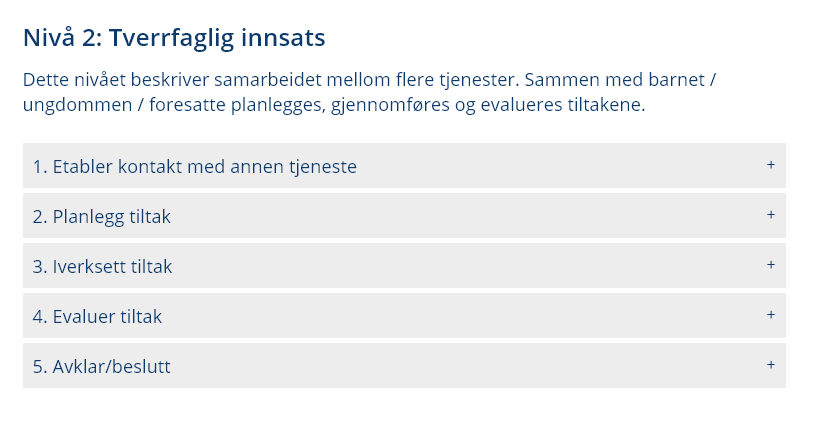 Nivå 2: Tverrfaglig innsats
Dette nivået beskriver samarbeidet mellom flere tjenester. Sammen med barnet /
ungdommen / foresatte planlegges, gjennomføres og evalueres tiltakene.
1. Etabler kontakt med annen tjeneste +
2. Planlegg tiltak +
3. Iverksett tiltak +
4. Evaluer tiltak +
5. Avklar/beslutt +